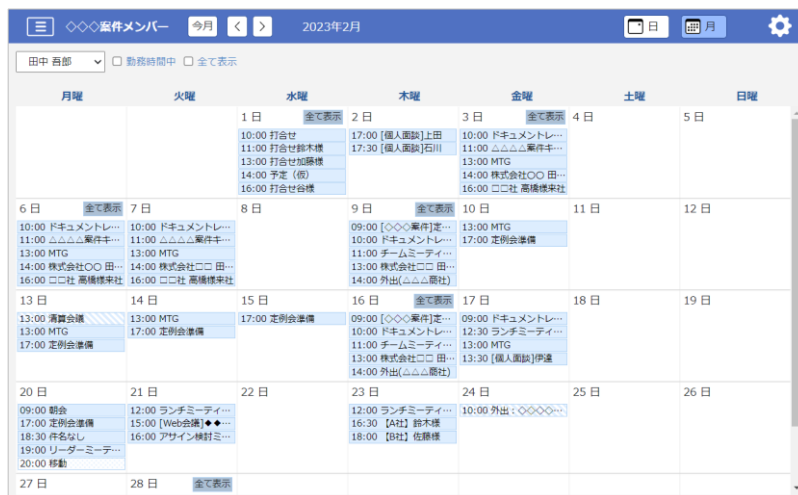 ◇◇◇案件メンバー 今月 < > 2023年2月 日 月
田中 吾郎 勤務時間中 全て表示
月曜 火曜 水曜 木曜 金曜 土曜 日曜
1日 全て表示 2日 3日 全て表示 4日 5日
10:00 打合せ 17:00 [個人面談]上田 10:00 ドキュメントレ…
11:00 打合せ鈴木様 17:30 [個人面談]石川 11:00 △△△△案件キ…
13:00 打合せ加藤様 13:00 MTG
14:00 予定（仮） 14:00 株式会社〇〇 田…
16:00 打合せ谷様 16:00 □□社 高橋様来社
6日 全て表示 7日 8日 9日 全て表示 10日 11日 12日
10:00 ドキュメントレ… 10:00 ドキュメントレ… 09:00 [◇◇◇案件]定… 13:00 MTG
11:00 △△△△案件キ… 11:00 △△△△案件キ… 10:00 ドキュメントレ… 17:00 定例会準備
13:00 MTG 13:00 MTG 11:00 チームミーティ…
14:00 株式会社〇〇 田… 14:00 株式会社□□ 田… 13:00 株式会社□□ 田…
16:00 □□社 高橋様来社 16:00 □□社 高橋様来社 14:00 外出(△△△商社)
13日 14日 15日 16日 全て表示 17日 18日 19日
13:00 清算会議 13:00 MTG 17:00 定例会準備 09:00 [◇◇◇案件]定… 09:00 ドキュメントレ…
13:00 MTG 17:00 定例会準備 10:00 ドキュメントレ… 12:30 ランチミーティ…
17:00 定例会準備 11:00 チームミーティ… 13:00 MTG
13:00 株式会社□□ 田… 13:30 [個人面談]伊達
14:00 外出(△△△商社)
20日 21日 22日 23日 24日 25日 26日
09:00 朝会 12:00 ランチミーティ… 12:00 ランチミーティ… 10:00 外出：◇◇◇◇…
17:00 定例会準備 15:00 [Web会議]◆◆… 16:30 【A社】鈴木様
18:30 件名なし 16:00 アサイン検討ミ… 18:00 【B社】佐藤様
19:00 リーダーミーテ…
20:00 移動
27日 28日 全て表示